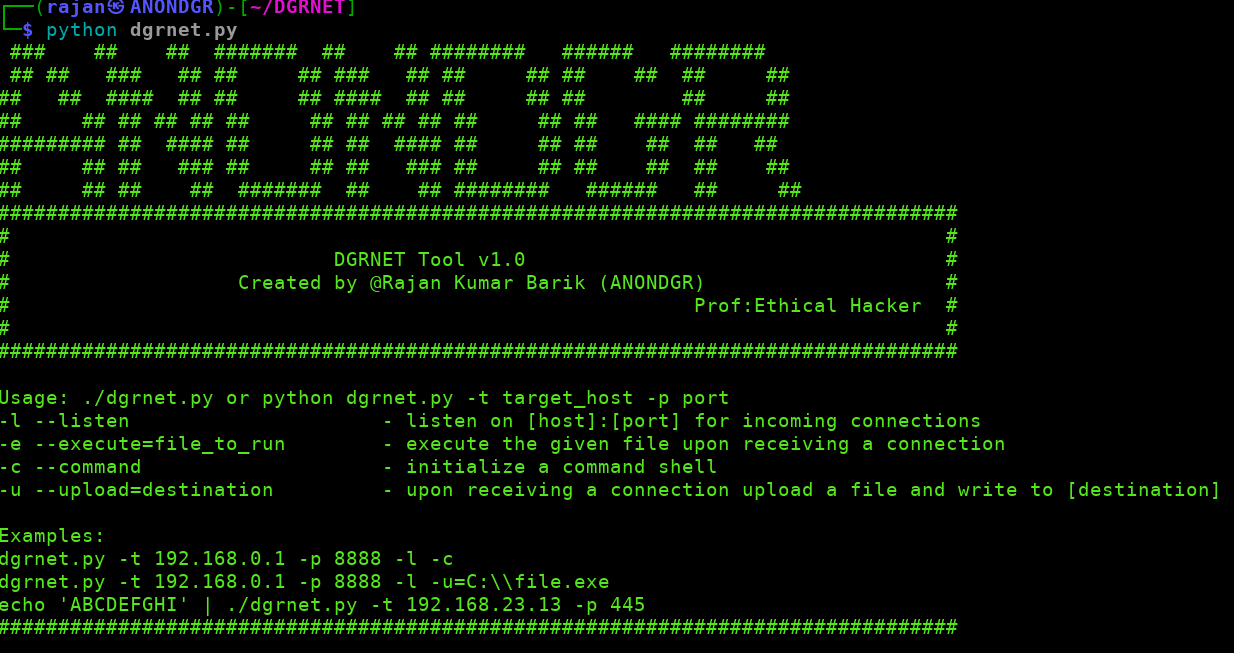 ┌──(rajan㉿ANONDGR)-[~/DGRNET]
└─$ python dgrnet.py
 ###    ##    ##  #######  ##    ## ########   ######   ########
 ## ##   ###   ## ##     ## ###   ## ##     ## ##    ##  ##     ##
##   ##  ####  ## ##     ## ####  ## ##     ## ##        ##     ##
##     ## ## ## ## ##     ## ## ## ## ##     ## ##   #### ########
######### ##  #### ##     ## ##  #### ##     ## ##    ##  ##   ##
##     ## ##   ### ##     ## ##   ### ##     ## ##    ##  ##    ##
##     ## ##    ##  #######  ##    ## ########   ######   ##     ##
################################################################################
#                                                                              #
#                           DGRNET Tool v1.0                                   #
#                   Created by @Rajan Kumar Barik (ANONDGR)                    #
#                                                         Prof:Ethical Hacker  #
#                                                                              #
################################################################################

Usage: ./dgrnet.py or python dgrnet.py -t target_host -p port
-l --listen                     - listen on [host]:[port] for incoming connections
-e --execute=file_to_run        - execute the given file upon receiving a connection
-c --command                    - initialize a command shell
-u --upload=destination         - upon receiving a connection upload a file and write to [destination]

Examples:
dgrnet.py -t 192.168.0.1 -p 8888 -l -c
dgrnet.py -t 192.168.0.1 -p 8888 -l -u=C:\\file.exe
echo 'ABCDEFGHI' | ./dgrnet.py -t 192.168.23.13 -p 445
################################################################################